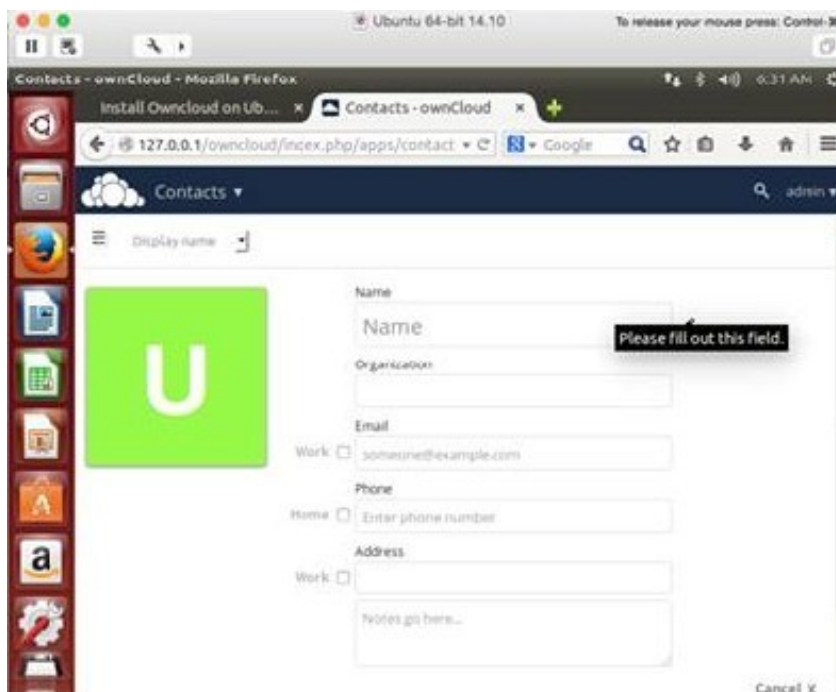 Ubuntu 64-bit 14.10
To release your mouse press: Control-⌘
Contacts - ownCloud - Mozilla Firefox
6:31 AM
Install Owncloud on Ub... ×
Contacts - ownCloud ×
127.0.0.1/owncloud/index.php/apps/contact
Google
Contacts
admin
Display name
U
Name
Name
Please fill out this field.
Organization
Email
Work
someone@example.com
Phone
Home
Enter phone number
Address
Work
Notes go here...
Cancel X